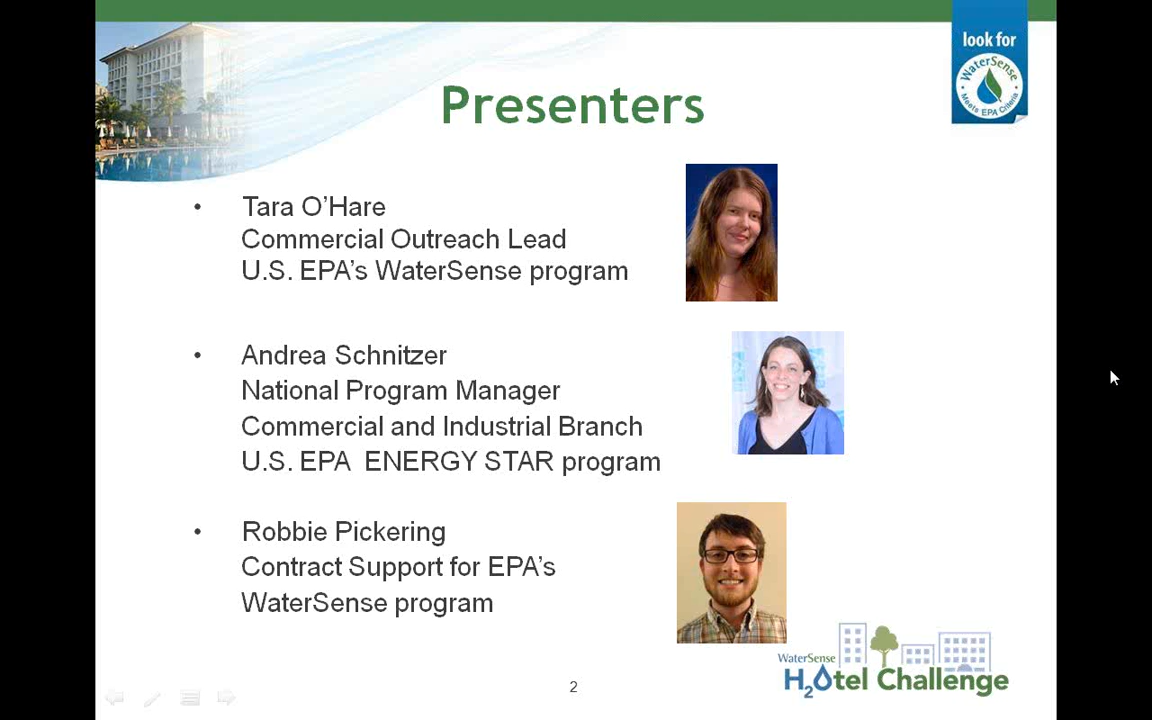 look for
WaterSense
Meets EPA Criteria
Presenters
• Tara O’Hare
Commercial Outreach Lead
U.S. EPA’s WaterSense program
• Andrea Schnitzer
National Program Manager
Commercial and Industrial Branch
U.S. EPA  ENERGY STAR program
• Robbie Pickering
Contract Support for EPA’s
WaterSense program
WaterSense
H2Otel Challenge
2